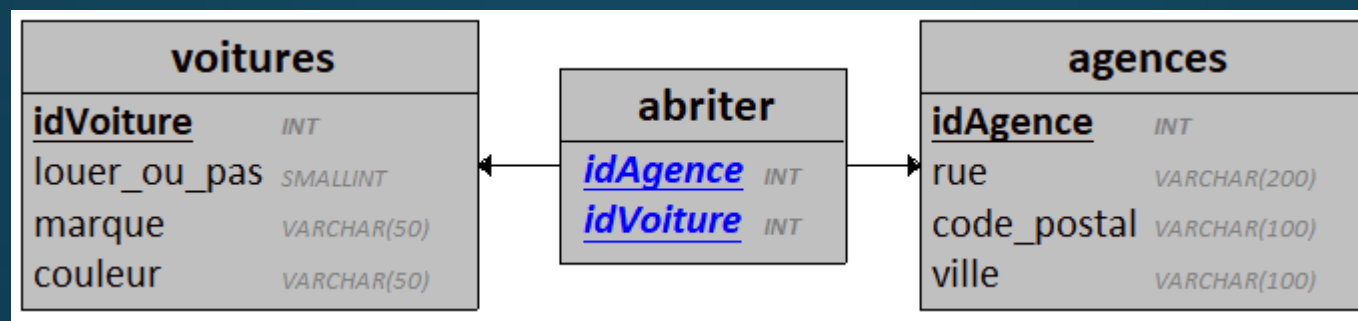 voitures
idVoiture INT
louer_ou_pas SMALLINT
marque VARCHAR(50)
couleur VARCHAR(50)
abriter
idAgence INT
idVoiture INT
agences
idAgence INT
rue VARCHAR(200)
code_postal VARCHAR(100)
ville VARCHAR(100)